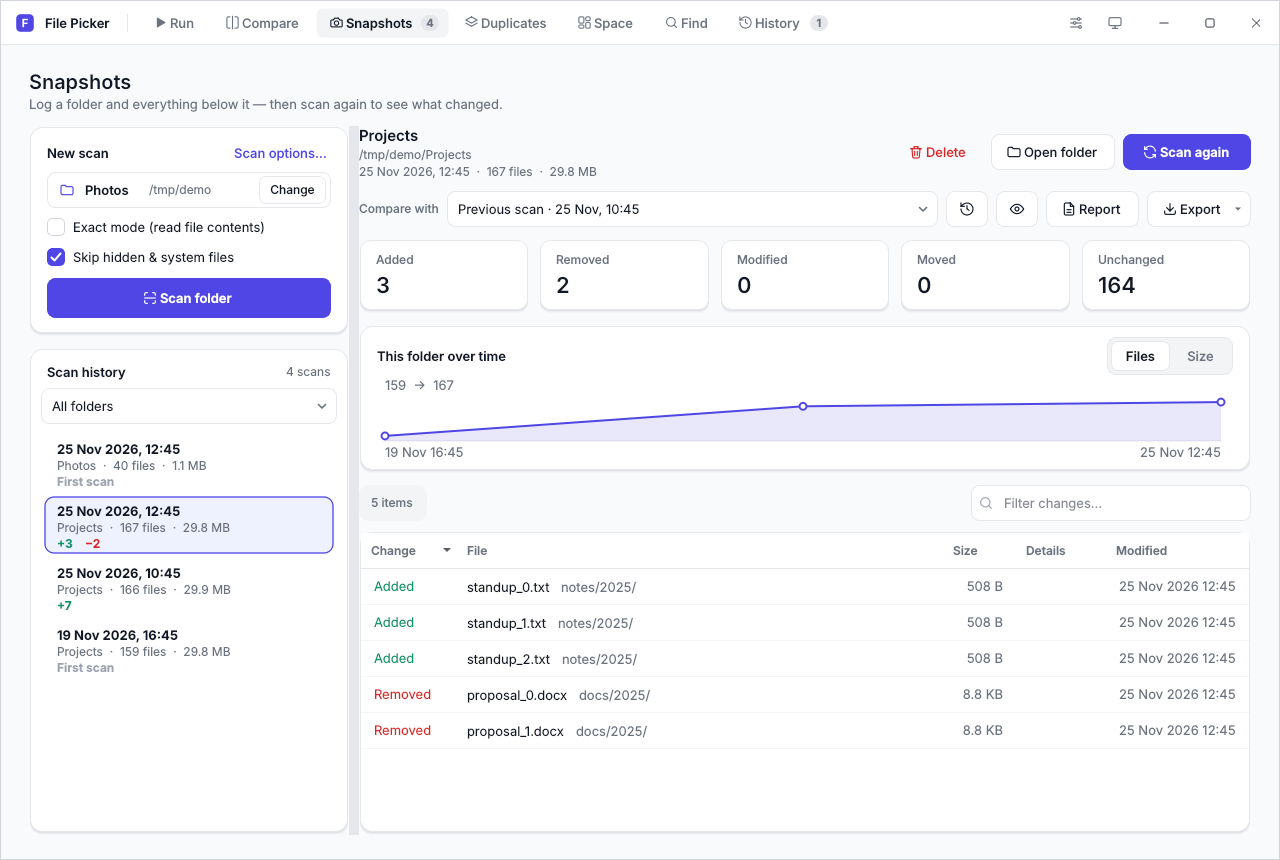 F File Picker Run Compare Snapshots 4 Duplicates Space Find History 1
Snapshots
Log a folder and everything below it — then scan again to see what changed.
New scan Scan options...
Photos /tmp/demo Change
Exact mode (read file contents)
Skip hidden & system files
Scan folder
Scan history 4 scans
All folders
25 Nov 2026, 12:45
Photos · 40 files · 1.1 MB
First scan
25 Nov 2026, 12:45
Projects · 167 files · 29.8 MB
+3 −2
25 Nov 2026, 10:45
Projects · 166 files · 29.9 MB
+7
19 Nov 2026, 16:45
Projects · 159 files · 29.8 MB
First scan
Projects
/tmp/demo/Projects
25 Nov 2026, 12:45 · 167 files · 29.8 MB
Delete Open folder Scan again
Compare with Previous scan · 25 Nov, 10:45 Report Export
Added Removed Modified Moved Unchanged
3 2 0 0 164
This folder over time Files Size
159 → 167
19 Nov 16:45 25 Nov 12:45
5 items Filter changes...
Change File Size Details Modified
Added standup_0.txt notes/2025/ 508 B 25 Nov 2026 12:45
Added standup_1.txt notes/2025/ 508 B 25 Nov 2026 12:45
Added standup_2.txt notes/2025/ 508 B 25 Nov 2026 12:45
Removed proposal_0.docx docs/2025/ 8.8 KB 25 Nov 2026 12:45
Removed proposal_1.docx docs/2025/ 8.8 KB 25 Nov 2026 12:45